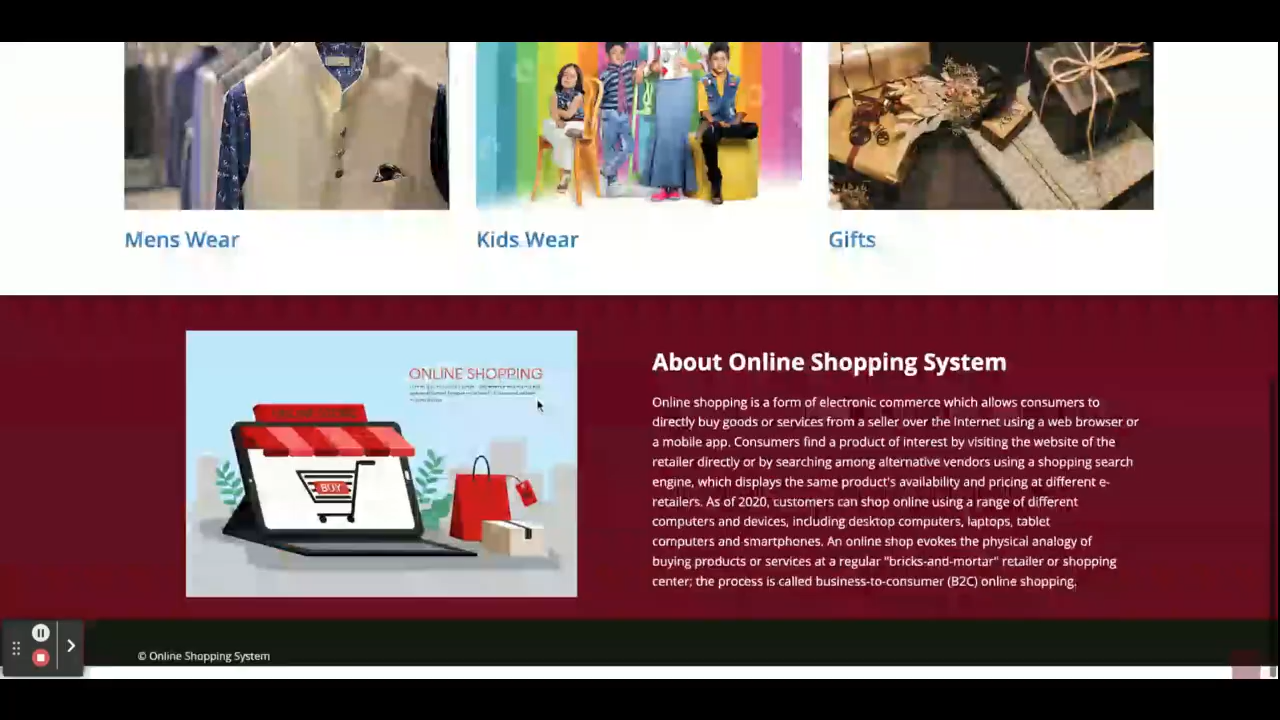 Mens Wear
Kids Wear
Gifts
ONLINE SHOPPING
BUY
About Online Shopping System
Online shopping is a form of electronic commerce which allows consumers to
directly buy goods or services from a seller over the Internet using a web browser or
a mobile app. Consumers find a product of interest by visiting the website of the
retailer directly or by searching among alternative vendors using a shopping search
engine, which displays the same product's availability and pricing at different e-
retailers. As of 2020, customers can shop online using a range of different
computers and devices, including desktop computers, laptops, tablet
computers and smartphones. An online shop evokes the physical analogy of
buying products or services at a regular "bricks-and-mortar" retailer or shopping
center; the process is called business-to-consumer (B2C) online shopping.
© Online Shopping System